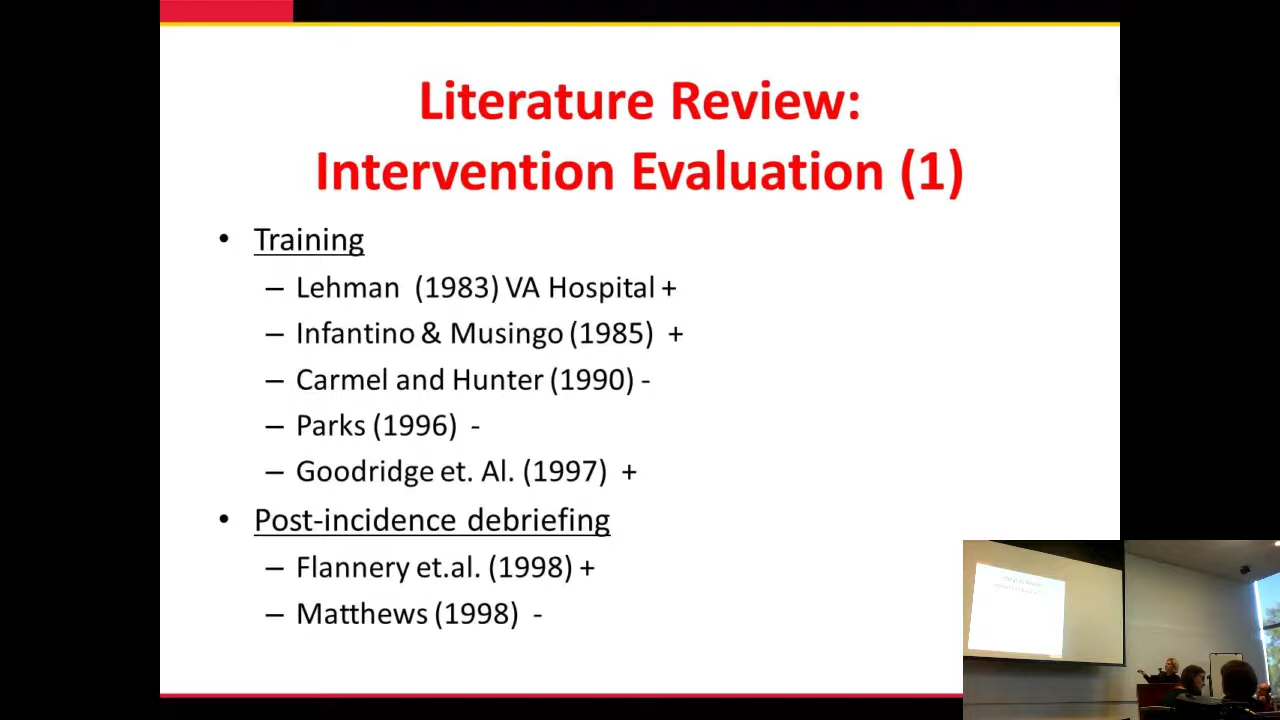 Literature Review:
Intervention Evaluation (1)
• Training
– Lehman (1983) VA Hospital +
– Infantino & Musingo (1985) +
– Carmel and Hunter (1990) -
– Parks (1996) -
– Goodridge et. Al. (1997) +
• Post-incidence debriefing
– Flannery et.al. (1998) +
– Matthews (1998) -